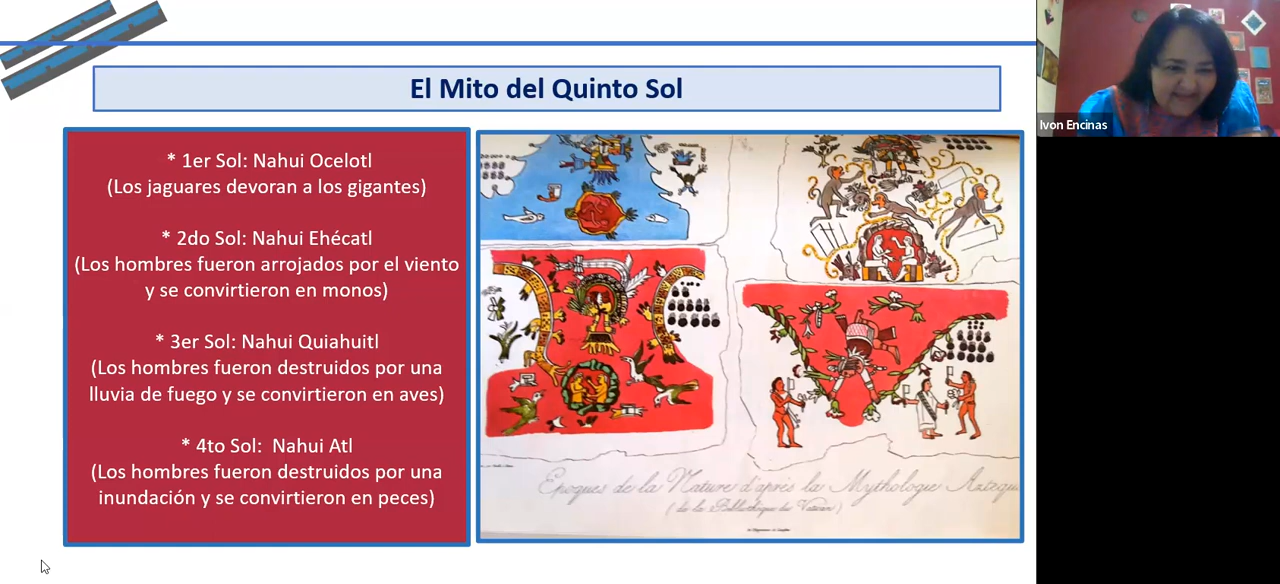 El Mito del Quinto Sol
* 1er Sol: Nahui Ocelotl
(Los jaguares devoran a los gigantes)
* 2do Sol: Nahui Ehécatl
(Los hombres fueron arrojados por el viento
y se convirtieron en monos)
* 3er Sol: Nahui Quiahuitl
(Los hombres fueron destruidos por una
lluvia de fuego y se convirtieron en aves)
* 4to Sol:  Nahui Atl
(Los hombres fueron destruidos por una
inundación y se convirtieron en peces)
Epoques de la Nature d'après la Mythologie
(de la Bibliothèque du Vatican)
Ivon Encinas